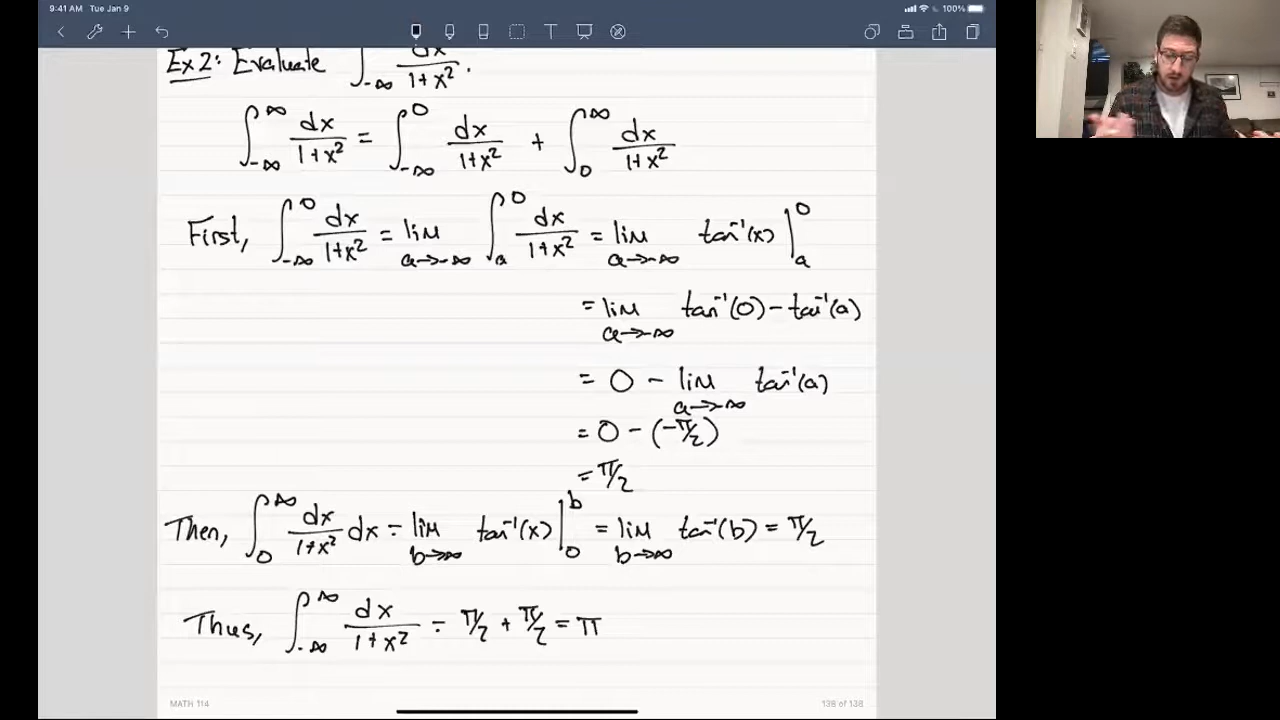 9:41 AM Tue Jan 9
100%
Ex 2: Evaluate ∫_{-∞} dx/(1+x²).
∫_{-∞}^{∞} dx/(1+x²) = ∫_{-∞}^{0} dx/(1+x²) + ∫_{0}^{∞} dx/(1+x²)
First, ∫_{-∞}^{0} dx/(1+x²) = lim_{a→-∞} ∫_{a}^{0} dx/(1+x²) = lim_{a→-∞} tan⁻¹(x) |_{a}^{0}
= lim_{a→-∞} tan⁻¹(0) - tan⁻¹(a)
= 0 - lim_{a→-∞} tan⁻¹(a)
= 0 - (-π/2)
= π/2
Then, ∫_{0}^{∞} dx/(1+x²) dx = lim_{b→∞} tan⁻¹(x) |_{0}^{b} = lim_{b→∞} tan⁻¹(b) = π/2
Thus, ∫_{-∞}^{∞} dx/(1+x²) = π/2 + π/2 = π
MATH 114
138 of 138